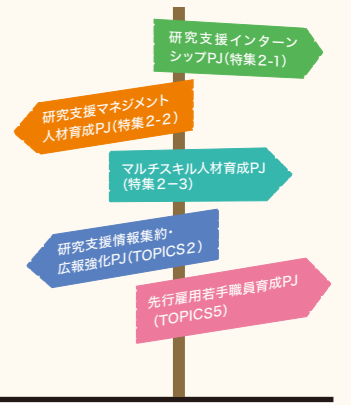 研究支援インターン
シップPJ(特集2-1)
研究支援マネジメント
人材育成PJ(特集2-2)
マルチスキル人材育成PJ
(特集2−3)
研究支援情報集約・
広報強化PJ(TOPICS2)
先行雇用若手職員育成PJ
(TOPICS5)